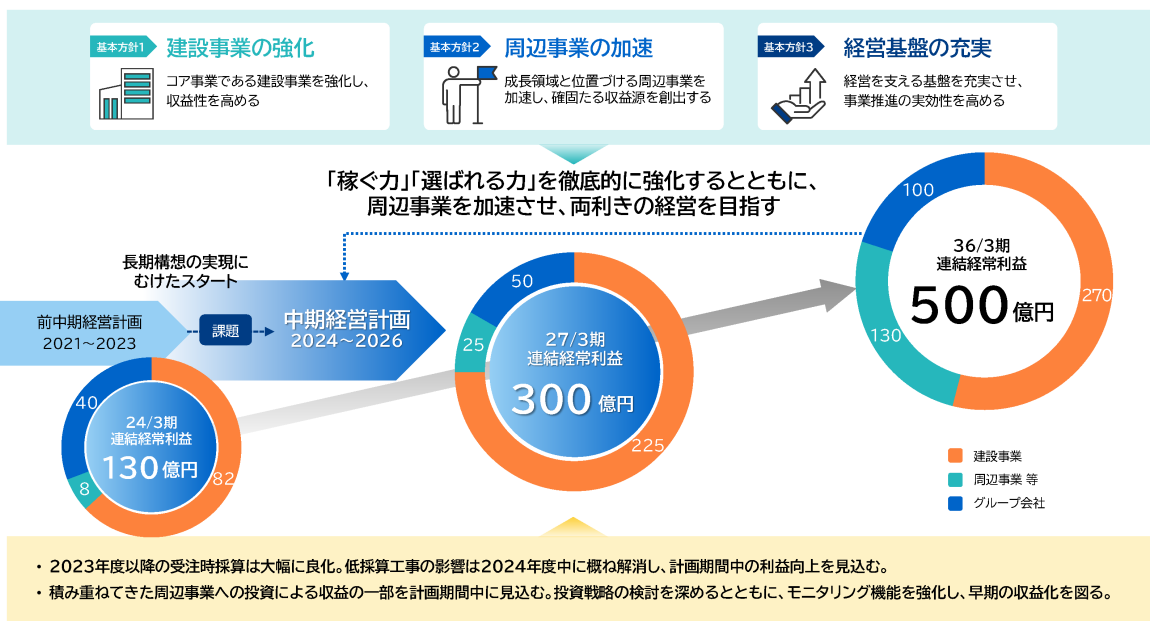 基本方針1
建設事業の強化
コア事業である建設事業を強化し、
収益性を高める
基本方針2
周辺事業の加速
成長領域と位置づける周辺事業を
加速し、確固たる収益源を創出する
基本方針3
経営基盤の充実
経営を支える基盤を充実させ、
事業推進の実効性を高める
「稼ぐ力」「選ばれる力」を徹底的に強化するとともに、
周辺事業を加速させ、両利きの経営を目指す
長期構想の実現に
むけたスタート
前中期経営計画
2021～2023
課題
中期経営計画
2024～2026
40
24/3期
連結経常利益
130億円
8
82
50
25
27/3期
連結経常利益
300億円
225
100
36/3期
連結経常利益
500億円
270
130
建設事業
周辺事業 等
グループ会社
・ 2023年度以降の受注時採算は大幅に良化。低採算工事の影響は2024年度中に概ね解消し、計画期間中の利益向上を見込む。
・ 積み重ねてきた周辺事業への投資による収益の一部を計画期間中に見込む。投資戦略の検討を深めるとともに、モニタリング機能を強化し、早期の収益化を図る。